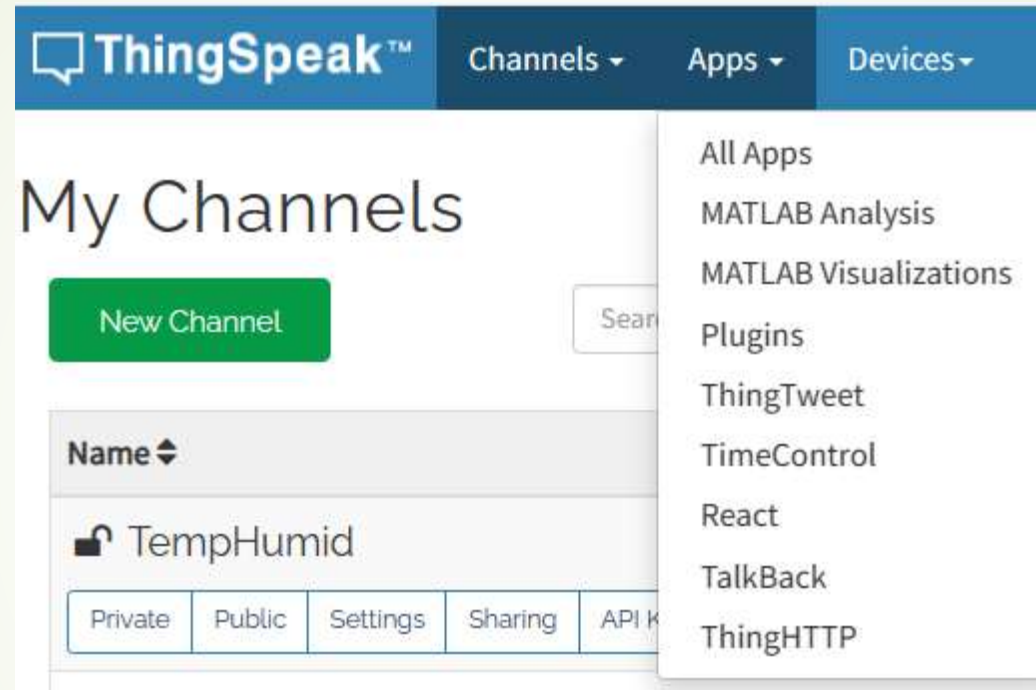 ThingSpeak™ Channels Apps Devices
All Apps
MATLAB Analysis
MATLAB Visualizations
Plugins
ThingTweet
TimeControl
React
TalkBack
ThingHTTP
My Channels
New Channel
Name
TempHumid
Private Public Settings Sharing API